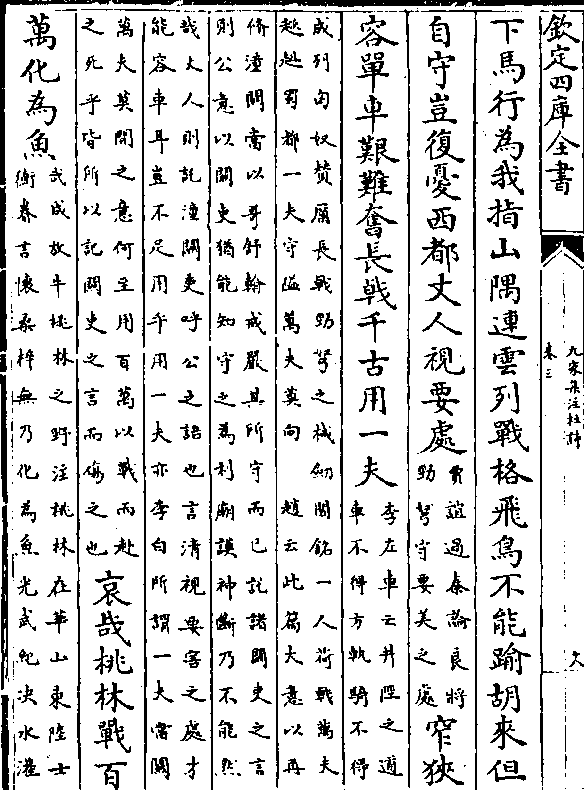 欽定四庫全書
九家集注杜詩
卷三
下馬行為我指山隅連雲列戰格飛鳥不能踰胡來但
自守豈復憂西都丈人視要處
賈誼過秦論良將
勁弩守要美之處
窄狹
容單車艱難奮長戟千古用一夫
李左車云井陘之道
車不得方軌騎不得
成列匈奴賛厲長戟勁弩之械劒閣銘一人荷戟萬夫
趦趄蜀都一夫守隘萬夫莫向 趙云此篇大意以再
脩潼關當以哥舒翰戒嚴其所守而已託諸關吏之言
則公意以關吏猶能知守之為利廟謨神斷乃不能然
哉丈人則託潼關吏呼公之語也言清視要害之處才
能容車耳豈不足用乎用一夫亦李白所謂一夫當關
萬夫莫開之意何至用百萬以戰而赴
之死乎皆所以記關吏之言而傷之也
哀哉桃林戰百
萬化為魚
武成放牛桃林之野注桃林在華山東陸士
衡眷言懷桑梓無乃化為魚光武紀決水灌